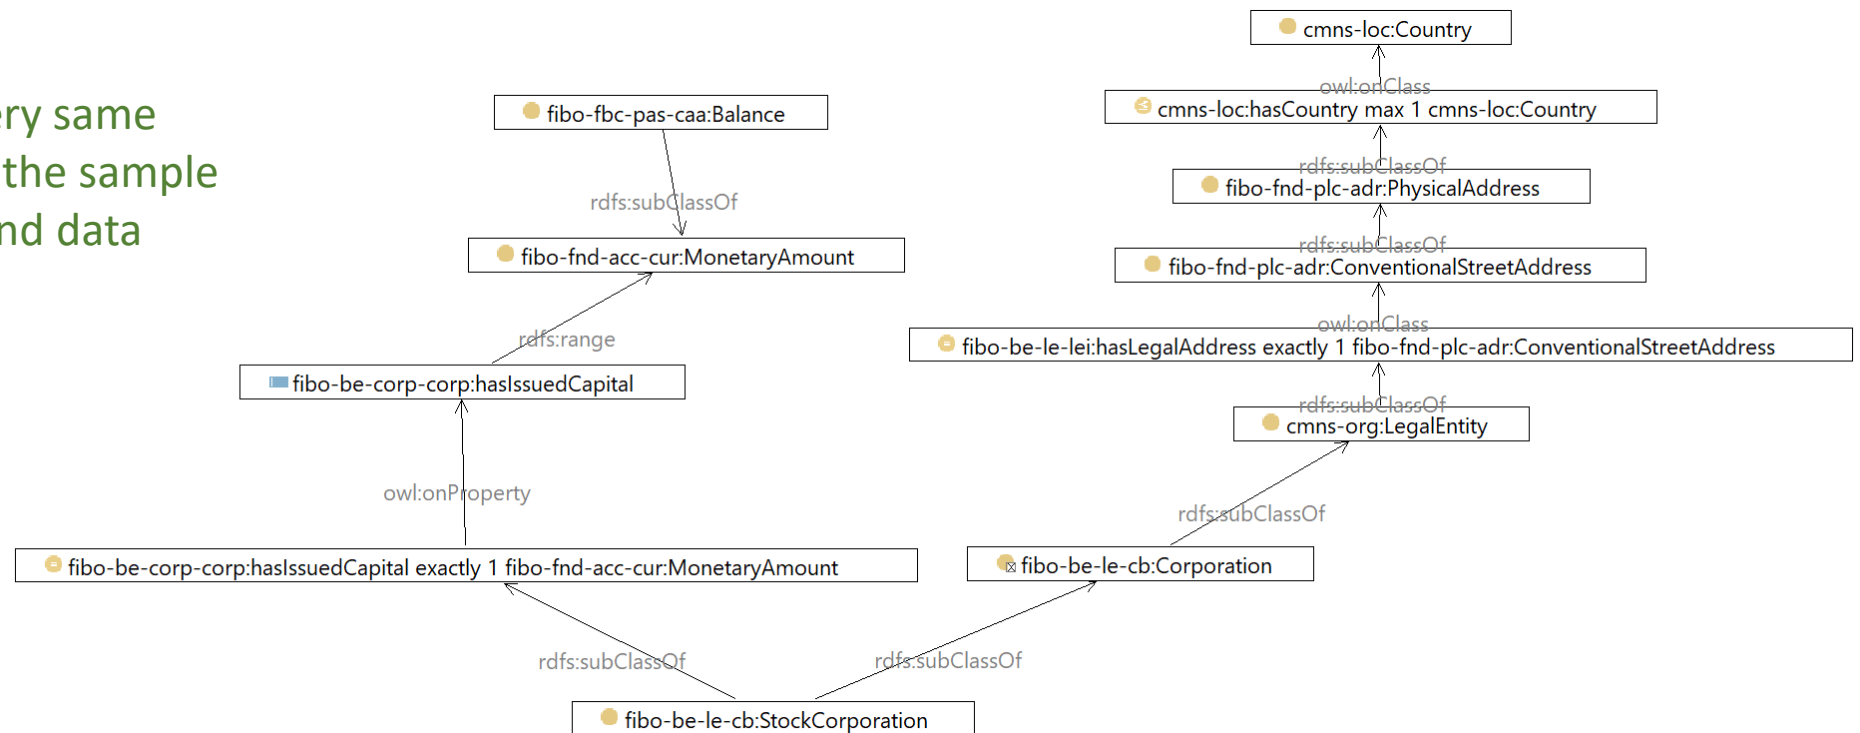 cmns-loc:Country
owl:onClass
cmns-loc:hasCountry max 1 cmns-loc:Country
rdfs:subClassOf
fibo-fnd-plc-adr:PhysicalAddress
rdfs:subClassOf
fibo-fnd-plc-adr:ConventionalStreetAddress
owl:onClass
fibo-be-le-lei:hasLegalAddress exactly 1 fibo-fnd-plc-adr:ConventionalStreetAddress
rdfs:subClassOf
cmns-org:LegalEntity
rdfs:subClassOf
fibo-be-le-cb:Corporation
rdfs:subClassOf
ery same
the sample
nd data
fibo-fbc-pas-caa:Balance
rdfs:subClassOf
fibo-fnd-acc-cur:MonetaryAmount
rdfs:range
fibo-be-corp-corp:hasIssuedCapital
owl:onProperty
fibo-be-corp-corp:hasIssuedCapital exactly 1 fibo-fnd-acc-cur:MonetaryAmount
rdfs:subClassOf
fibo-be-le-cb:StockCorporation